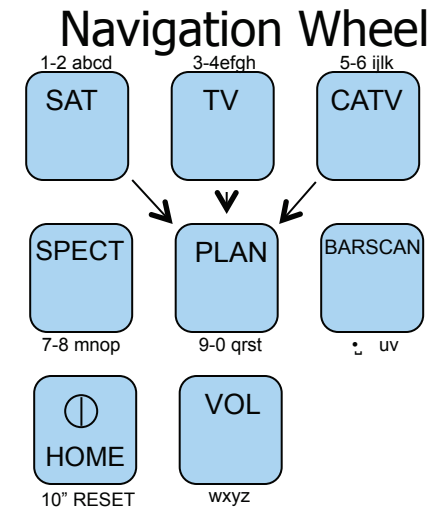 Navigation Wheel
1-2 abcd 3-4efgh 5-6 ijlk
SAT TV CATV
SPECT PLAN BARSCAN
7-8 mnop 9-0 qrst . ␣ uv
VOL
HOME
10” RESET wxyz